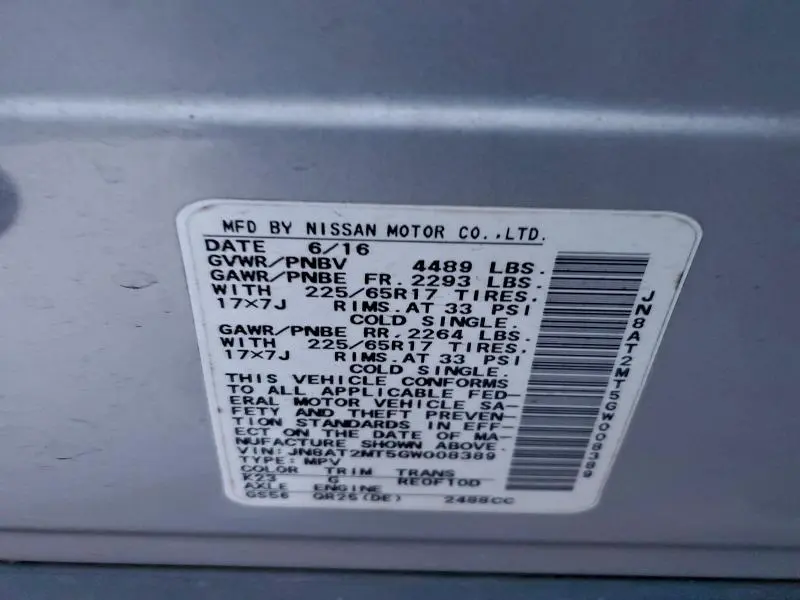 MFD BY NISSAN MOTOR CO.,LTD.
DATE 6/16
GVWR/PNBV 4489 LBS.
GAWR/PNBE FR. 2293 LBS.
WITH 225/65R17 TIRES.
17×7J RIMS. AT 33 PSI
COLD SINGLE.
GAWR/PNBE RR. 2264 LBS.
WITH 225/65R17 TIRES.
17×7J RIMS. AT 33 PSI
COLD SINGLE.
THIS VEHICLE CONFORMS
TO ALL APPLICABLE FED-
ERAL MOTOR VEHICLE SA-
FETY AND THEFT PREVEN-
TION STANDARDS IN EFF-
ECT ON THE DATE OF MA-
NUFACTURE SHOWN ABOVE.
VIN: JN8AT2MT5GW008389
TYPE: MPV
COLOR TRIM TRANS
K23 G RE0F10D
AXLE ENGINE
GS56 QR25(DE) 2488CC
JN8AT2MT5GW008389